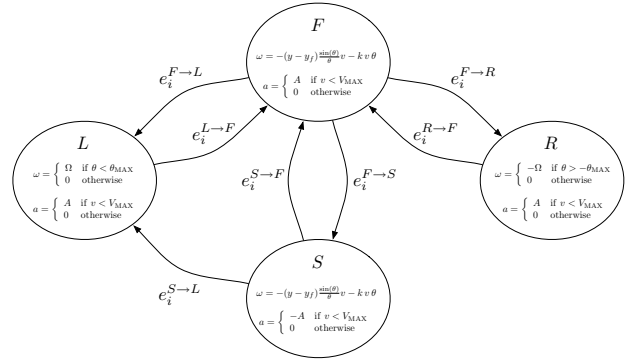 F
ω = −(y − y_f) sin(θ)/θ v − k v θ
a = { A if v < V_MAX
0 otherwise
e_i^{F→L}
e_i^{F→R}
e_i^{L→F}
e_i^{R→F}
L
ω = { Ω if θ < θ_MAX
0 otherwise
a = { A if v < V_MAX
0 otherwise
R
ω = { −Ω if θ > −θ_MAX
0 otherwise
a = { A if v < V_MAX
0 otherwise
e_i^{S→F}
e_i^{F→S}
S
ω = −(y − y_f) sin(θ)/θ v − k v θ
a = { −A if v < V_MAX
0 otherwise
e_i^{S→L}